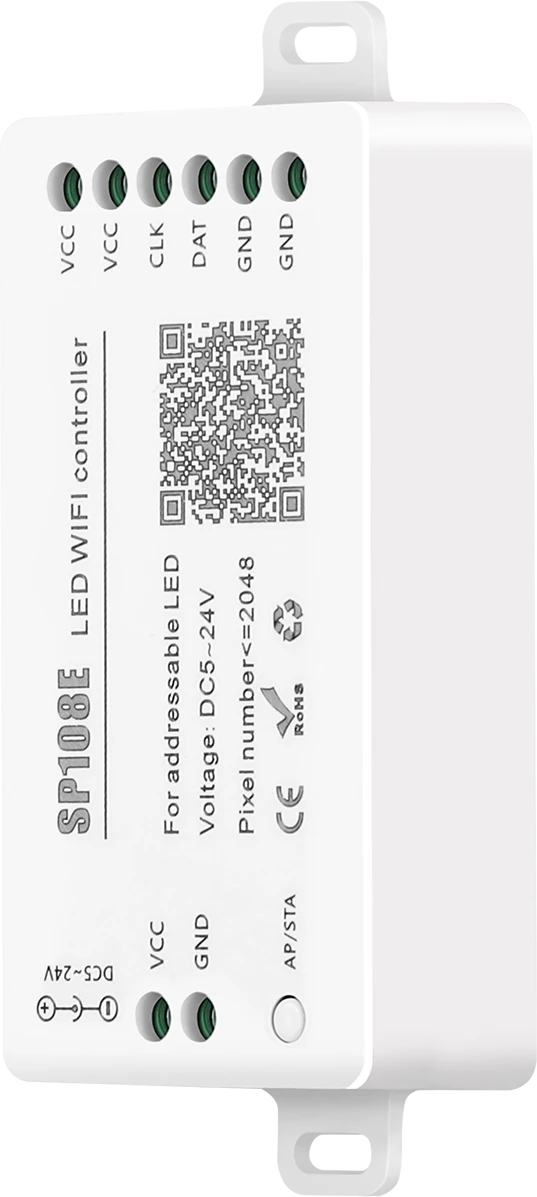 VCC
VCC
CLK
DAT
GND
GND
SP108E LED WIFI controller
For addressable LED
Voltage: DC5~24V
Pixel number<=2048
CE
RoHS
DC5~24V
VCC
GND
AP/STA